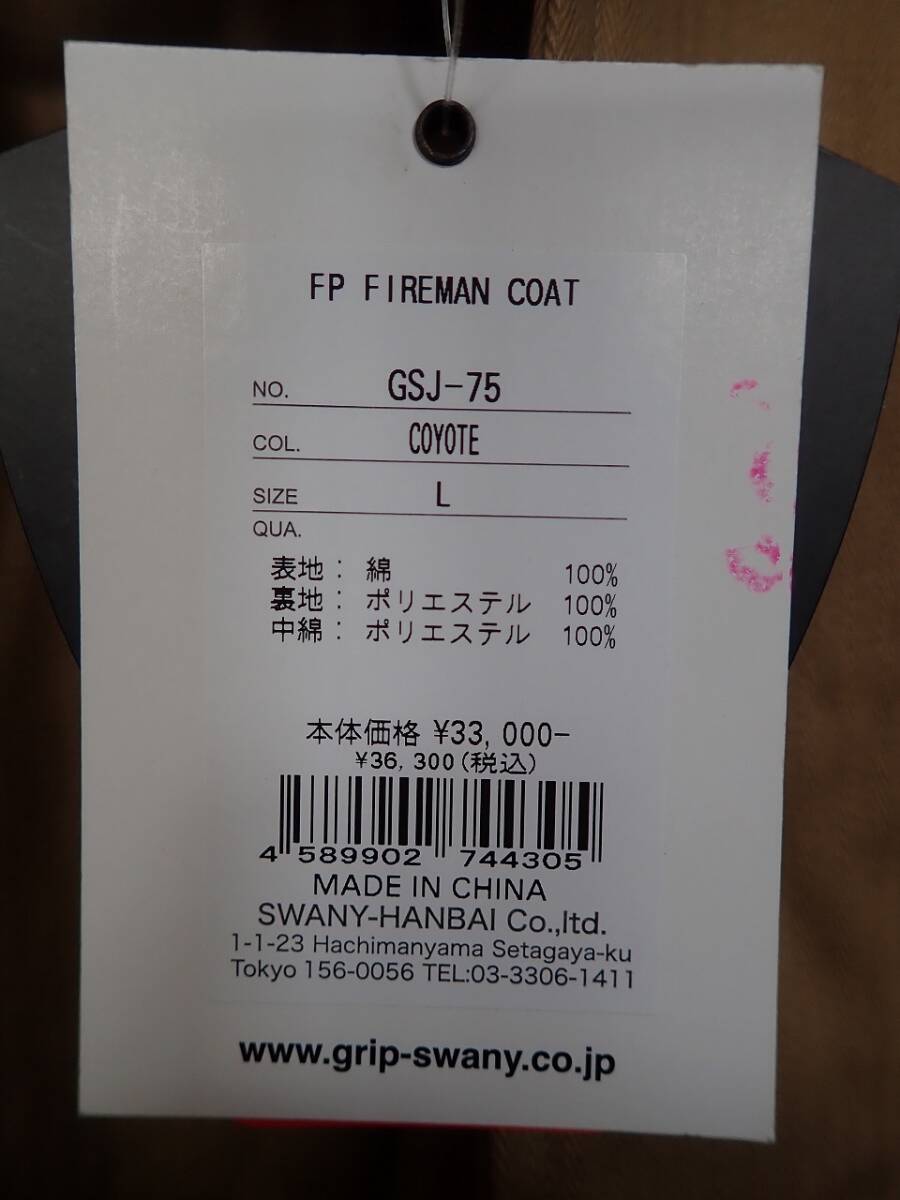 FP FIREMAN COAT
NO. GSJ-75
COL. COYOTE
SIZE L
QUA.
表地： 綿 100%
裏地： ポリエステル 100%
中綿： ポリエステル 100%
本体価格 ¥33,000-
¥36,300(税込)
4 589902 744305
MADE IN CHINA
SWANY-HANBAI Co.,ltd.
1-1-23 Hachimanyama Setagaya-ku
Tokyo 156-0056 TEL:03-3306-1411
www.grip-swany.co.jp